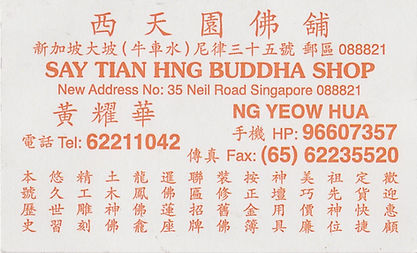 西天園佛舖
新加坡大坡(牛車水)尼律三十五號 郵區 088821
SAY TIAN HNG BUDDHA SHOP
New Address No: 35 Neil Road Singapore 088821
黃耀華
NG YEOW HUA
電話 Tel: 62211042
手機 HP: 96607357
傳真 Fax: (65) 62235520
本號歷史
悠久世習
精工雕刻
土木神佛
龍鳳佛龕
暹佛蓮座
聯匾招牌
裝修舊佛
按正金簿
神壇用具
美巧價廉
祖先神位
定貨快捷
歡迎惠顧